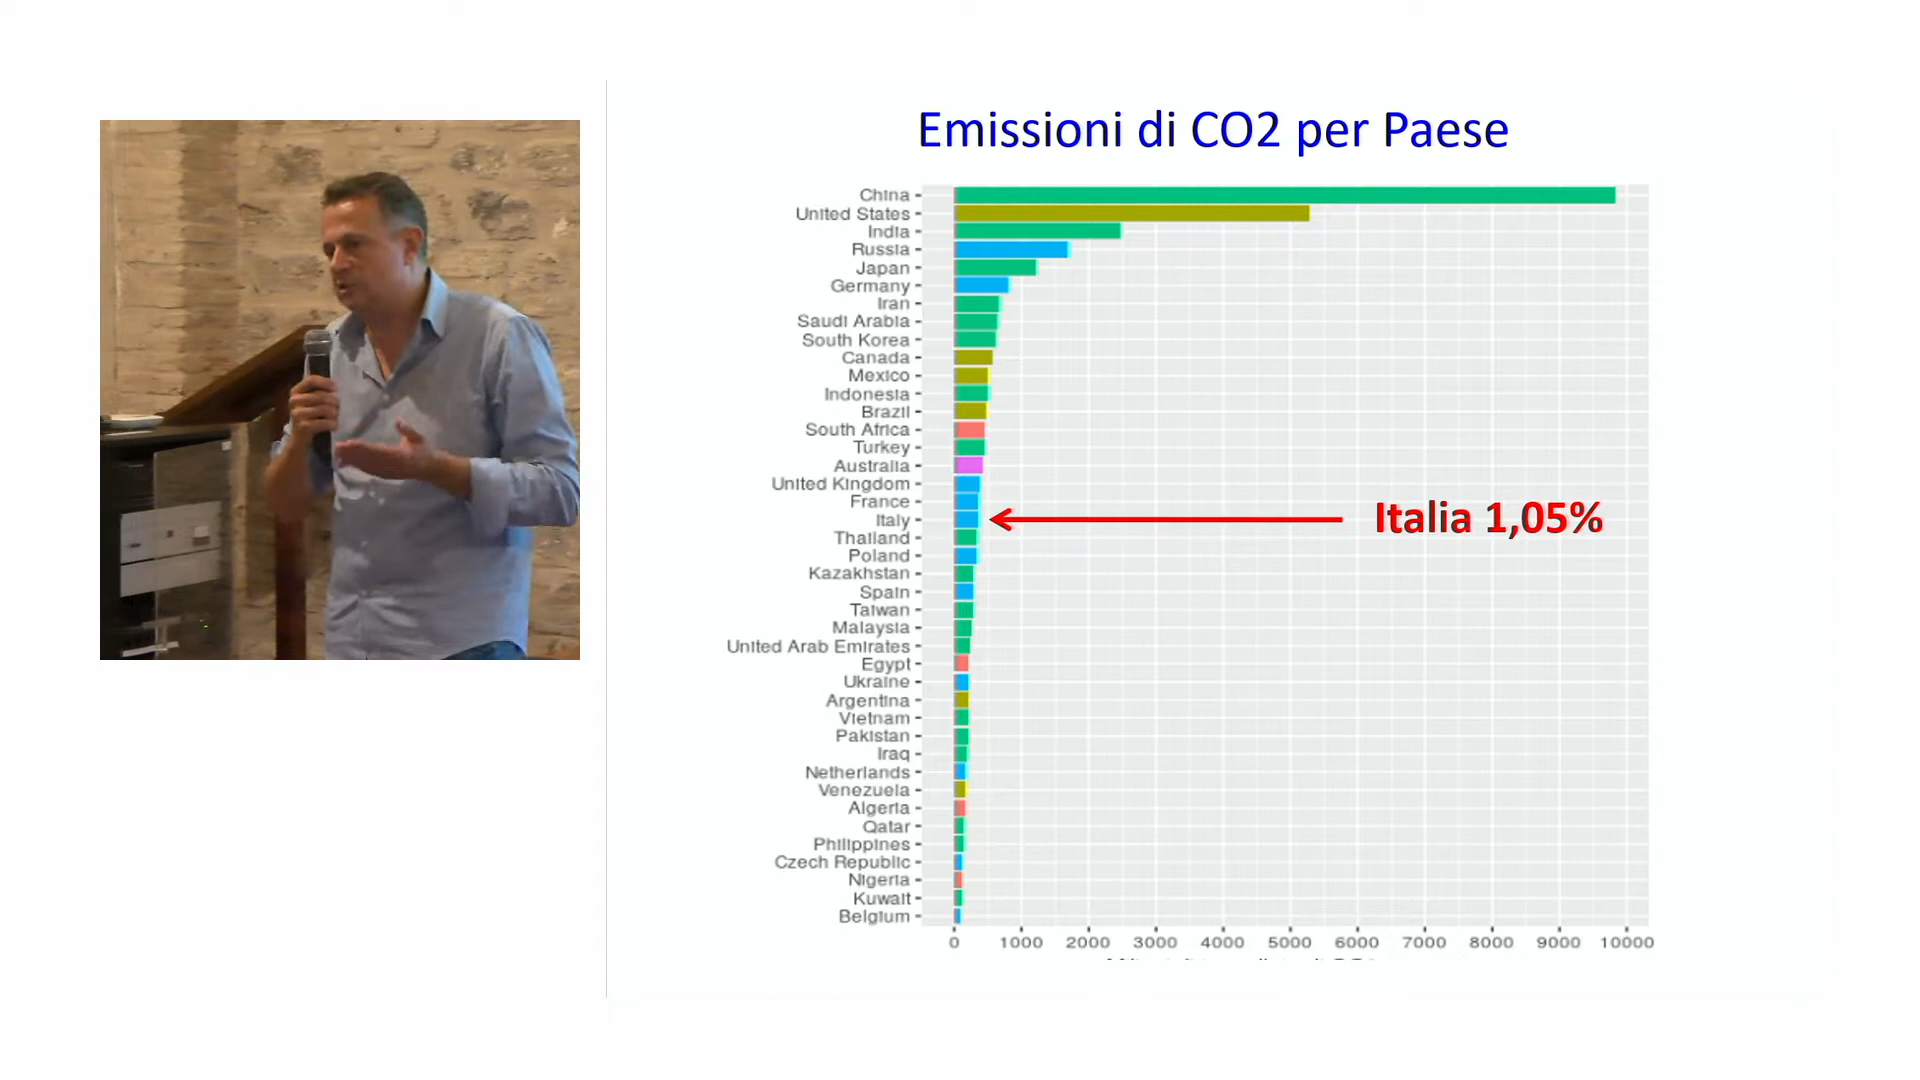 Emissioni di CO2 per Paese
China
United States
India
Russia
Japan
Germany
Iran
Saudi Arabia
South Korea
Canada
Mexico
Indonesia
Brazil
South Africa
Turkey
Australia
United Kingdom
France
Italy
Italia 1,05%
Thailand
Poland
Kazakhstan
Spain
Taiwan
Malaysia
United Arab Emirates
Egypt
Ukraine
Argentina
Vietnam
Pakistan
Iraq
Netherlands
Venezuela
Algeria
Qatar
Philippines
Czech Republic
Nigeria
Kuwait
Belgium
0 1000 2000 3000 4000 5000 6000 7000 8000 9000 10000